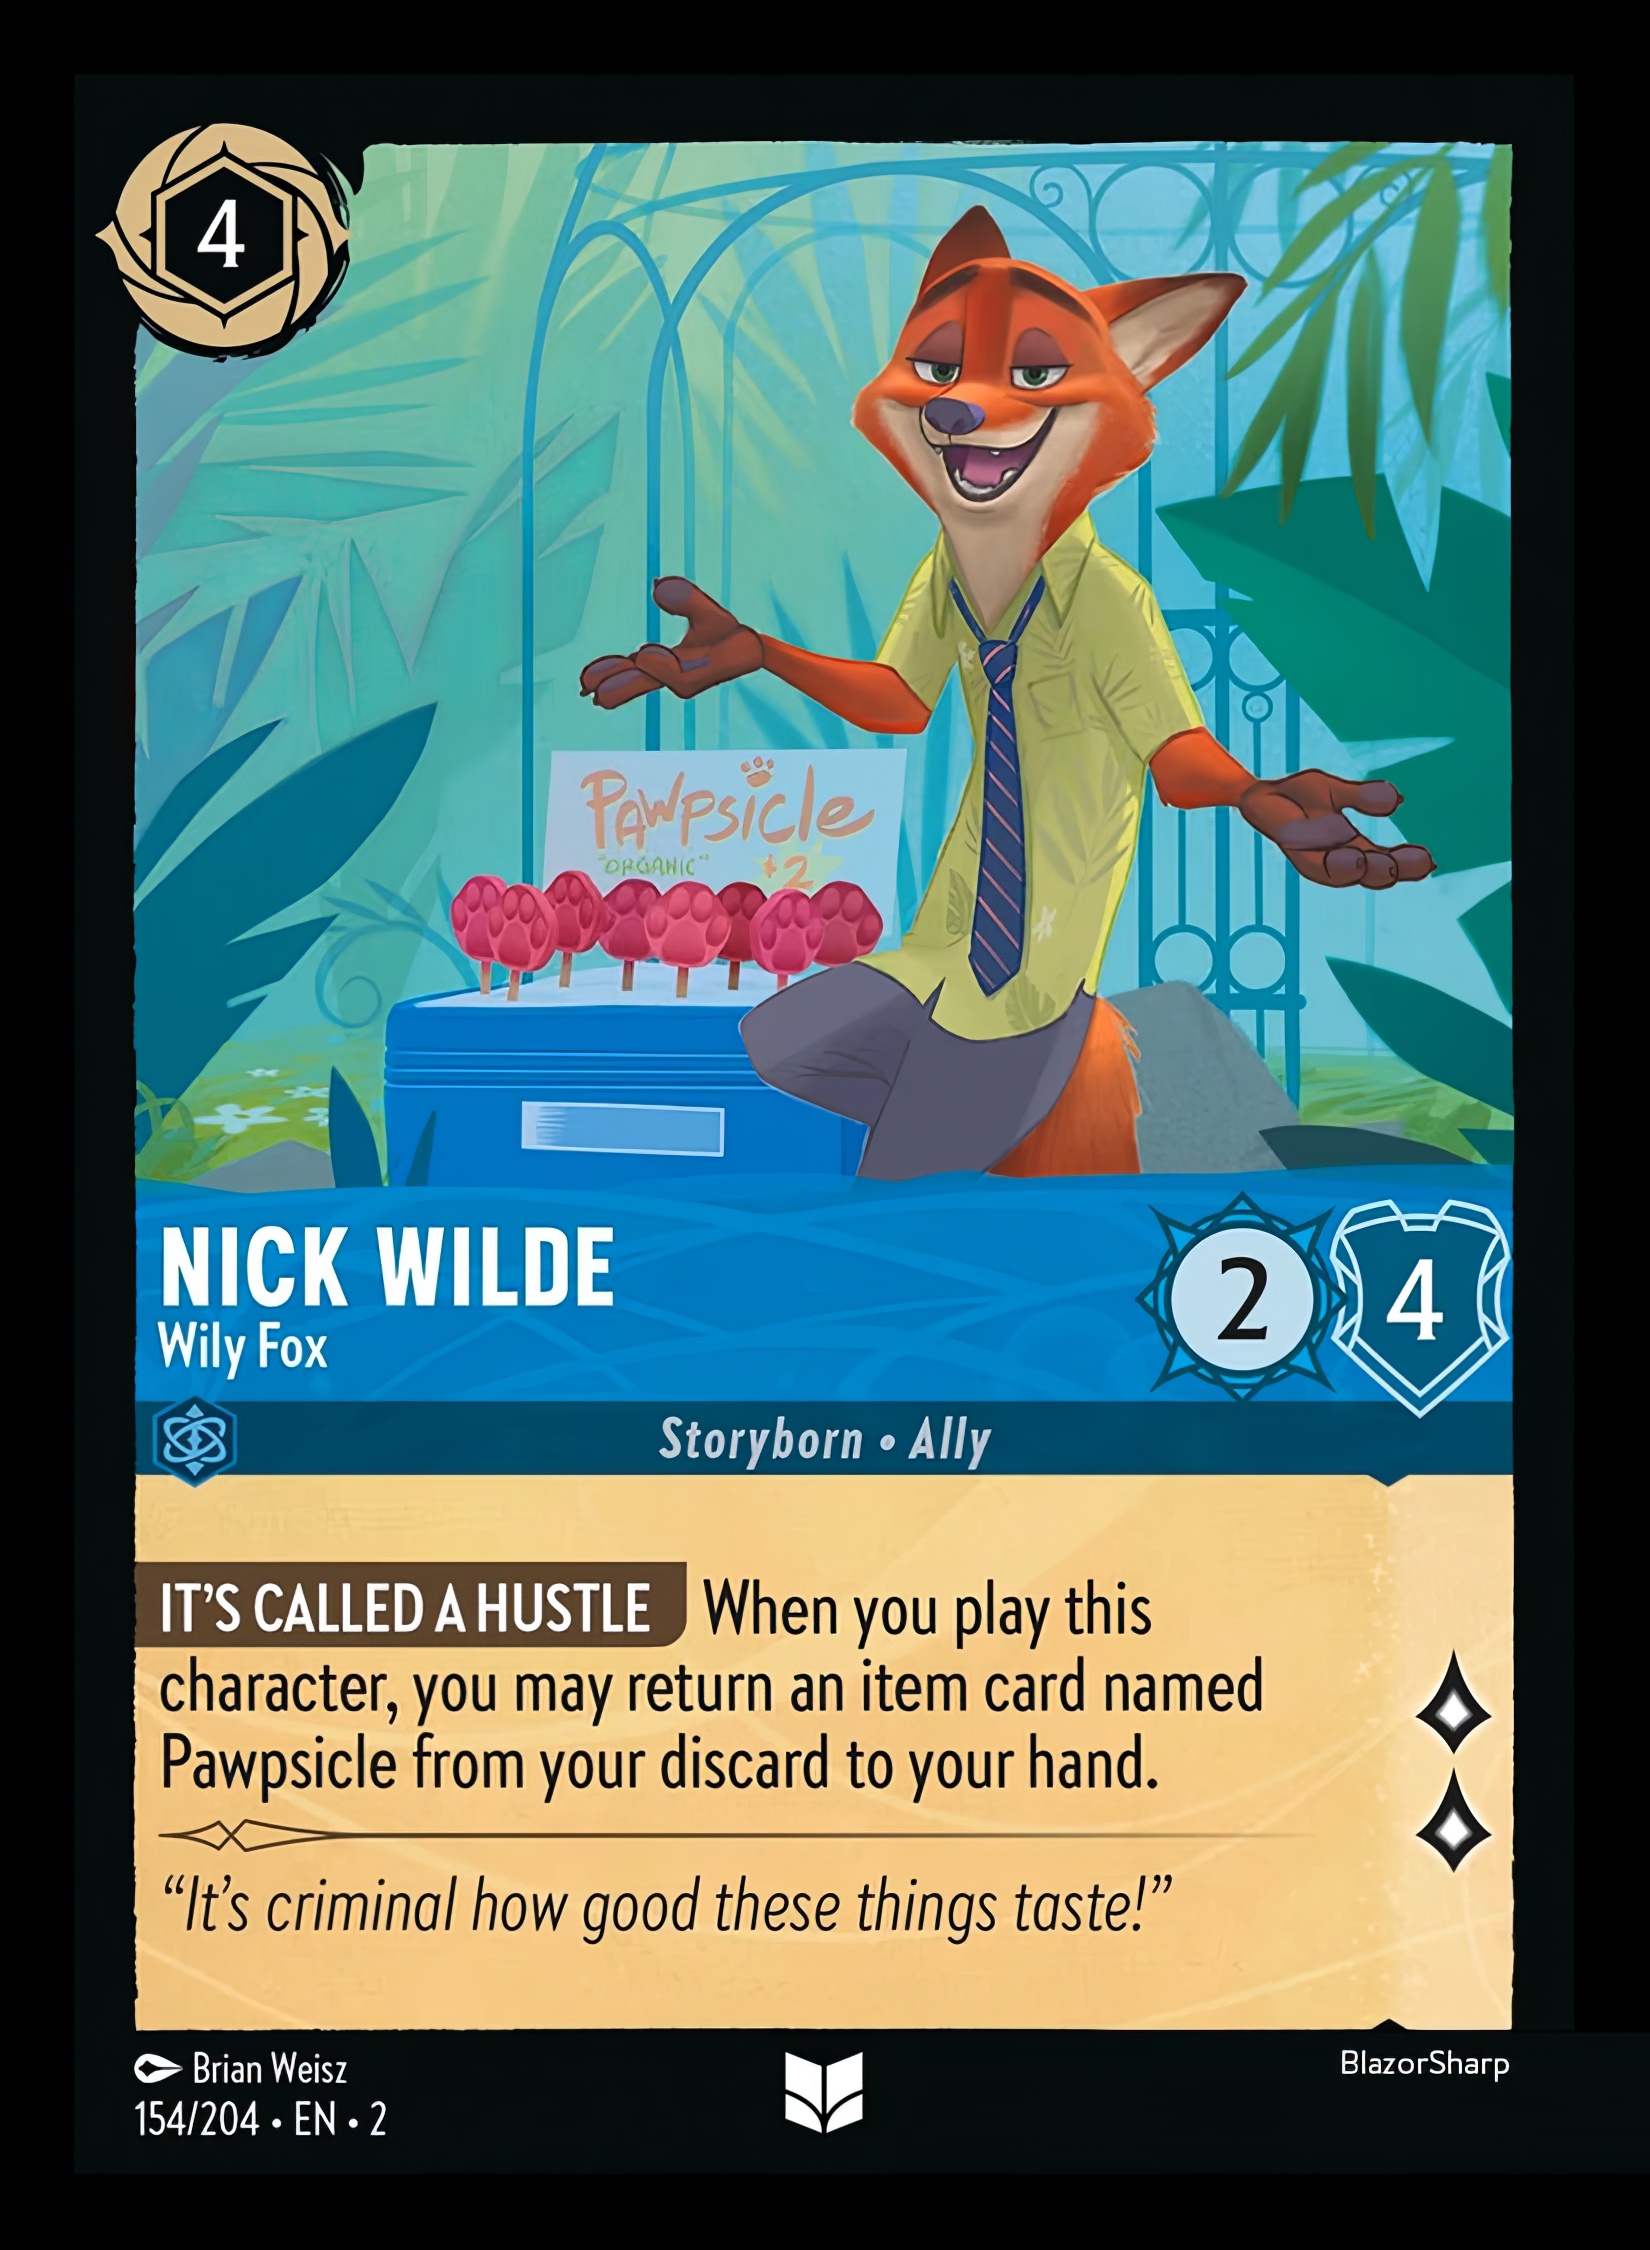 4
Pawpsicle
"ORGANIC" $2
NICK WILDE
Wily Fox
2 4
Storyborn • Ally
IT'S CALLED A HUSTLE When you play this
character, you may return an item card named
Pawpsicle from your discard to your hand.
“It’s criminal how good these things taste!”
Brian Weisz
BlazorSharp
154/204 • EN • 2